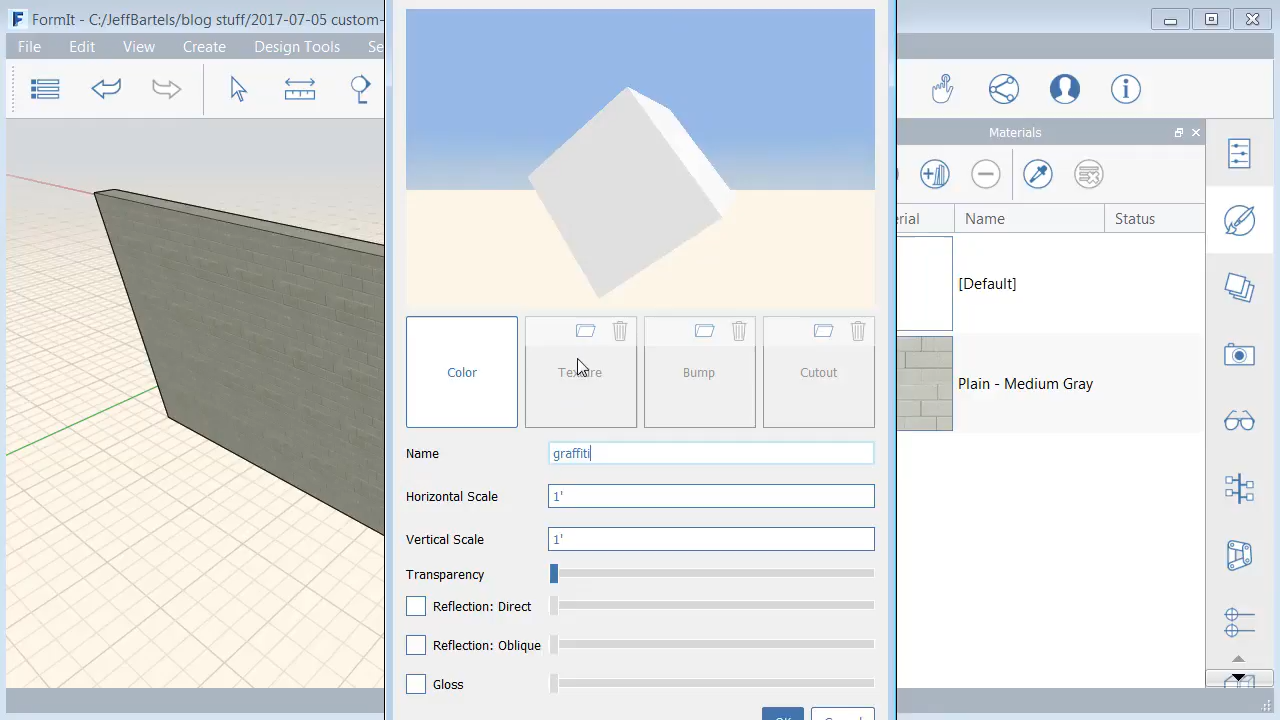 FormIt - C:/JeffBartels/blog stuff/2017-07-05 custom-
File Edit View Create Design Tools Se
Materials
rial Name Status
[Default]
Plain - Medium Gray
Color Texture Bump Cutout
Name graffiti
Horizontal Scale 1'
Vertical Scale 1'
Transparency
Reflection: Direct
Reflection: Oblique
Gloss